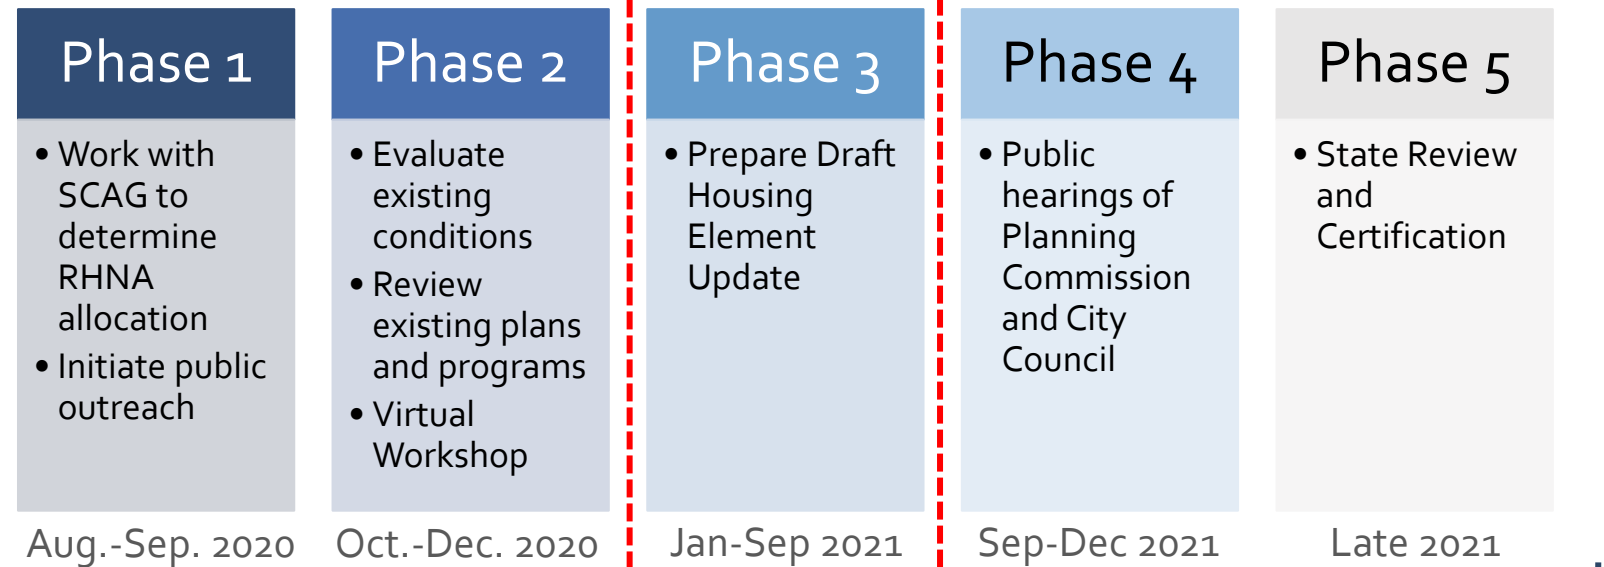 Phase 1
• Work with
SCAG to
determine
RHNA
allocation
• Initiate public
outreach
Aug.-Sep. 2020
Phase 2
• Evaluate
existing
conditions
• Review
existing plans
and programs
• Virtual
Workshop
Oct.-Dec. 2020
Phase 3
• Prepare Draft
Housing
Element
Update
Jan-Sep 2021
Phase 4
• Public
hearings of
Planning
Commission
and City
Council
Sep-Dec 2021
Phase 5
• State Review
and
Certification
Late 2021